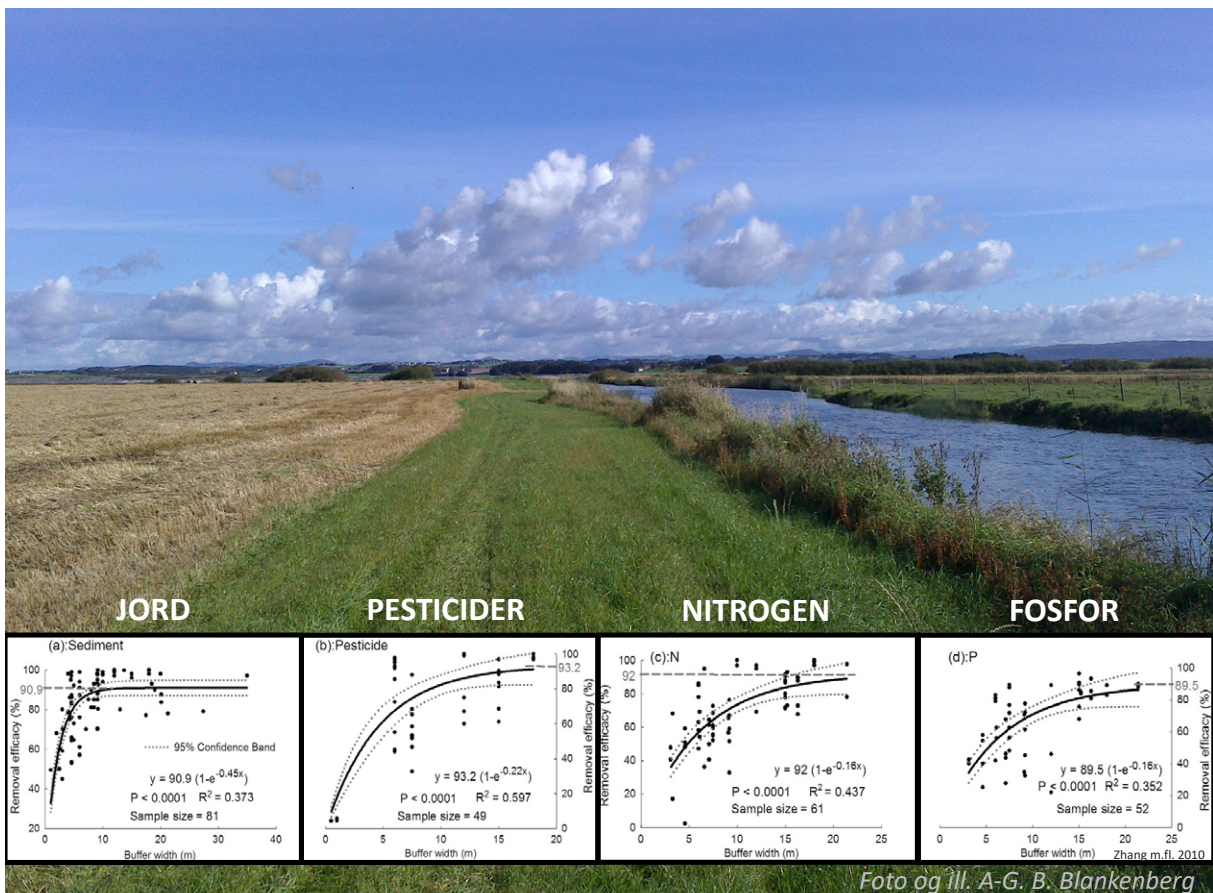 JORD PESTICIDER NITROGEN FOSFOR
(a):Sediment
Removal efficacy (%)
100
90.9
80
60
40
20
95% Confidence Band
y = 90.9 (1-e^-0.45x)
P < 0.0001 R² = 0.373
Sample size = 81
0 10 20 30 40
Buffer width (m)
(b):Pesticide
100
93.2
80
60
40
20
0
Removal efficacy (%)
y = 93.2 (1-e^-0.22x)
P < 0.0001 R² = 0.597
Sample size = 49
0 5 10 15 20
Buffer width (m)
(c):N
Removal efficacy (%)
100
92
80
60
40
20
0
y = 92 (1-e^-0.16x)
P < 0.0001 R² = 0.437
Sample size = 61
0 5 10 15 20 25
Buffer width (m)
(d):P
100
89.5
80
60
40
20
0
Removal efficacy (%)
y = 89.5 (1-e^-0.16x)
P < 0.0001 R² = 0.352
Sample size = 52
0 5 10 15 20 25
Buffer width (m)
Zhang m.fl. 2010
Foto og ill. A-G. B. Blankenberg